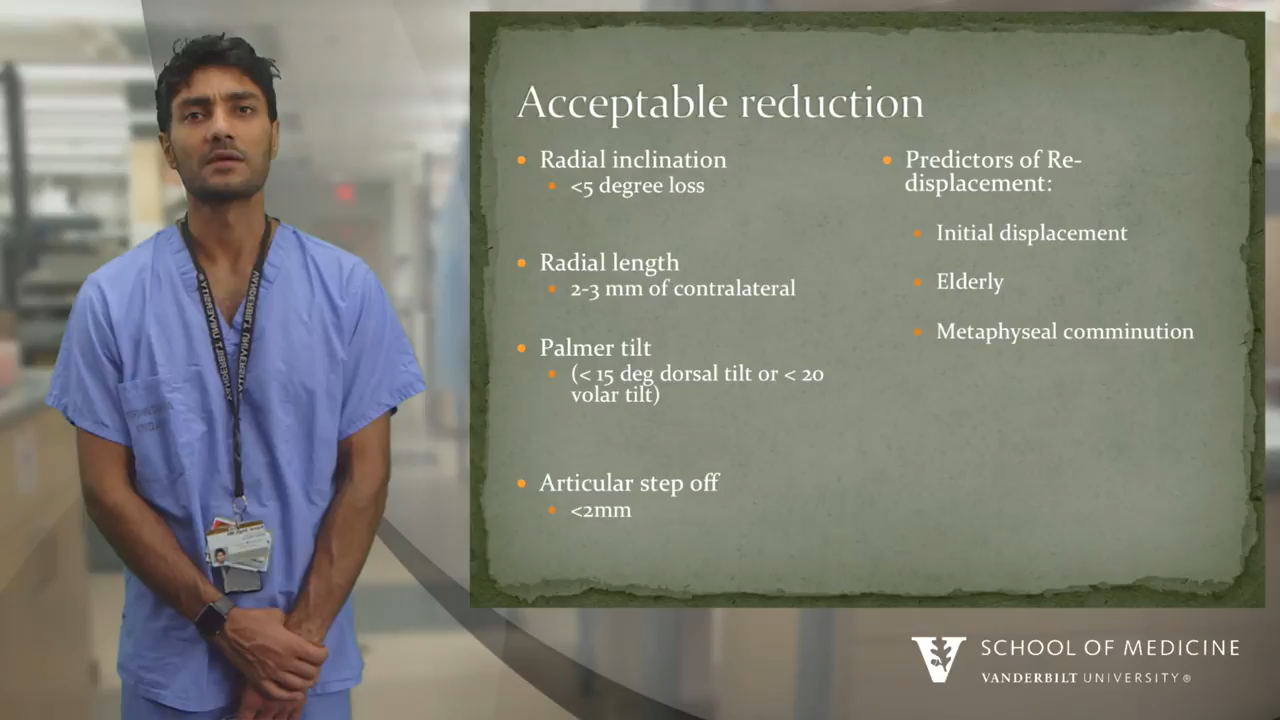 Acceptable reduction
• Radial inclination
• <5 degree loss
• Radial length
• 2-3 mm of contralateral
• Palmer tilt
• (< 15 deg dorsal tilt or < 20
volar tilt)
• Articular step off
• <2mm
• Predictors of Re-
displacement:
• Initial displacement
• Elderly
• Metaphyseal comminution
VANDERBILT UNIVERSITY
V SCHOOL OF MEDICINE
VANDERBILT UNIVERSITY®